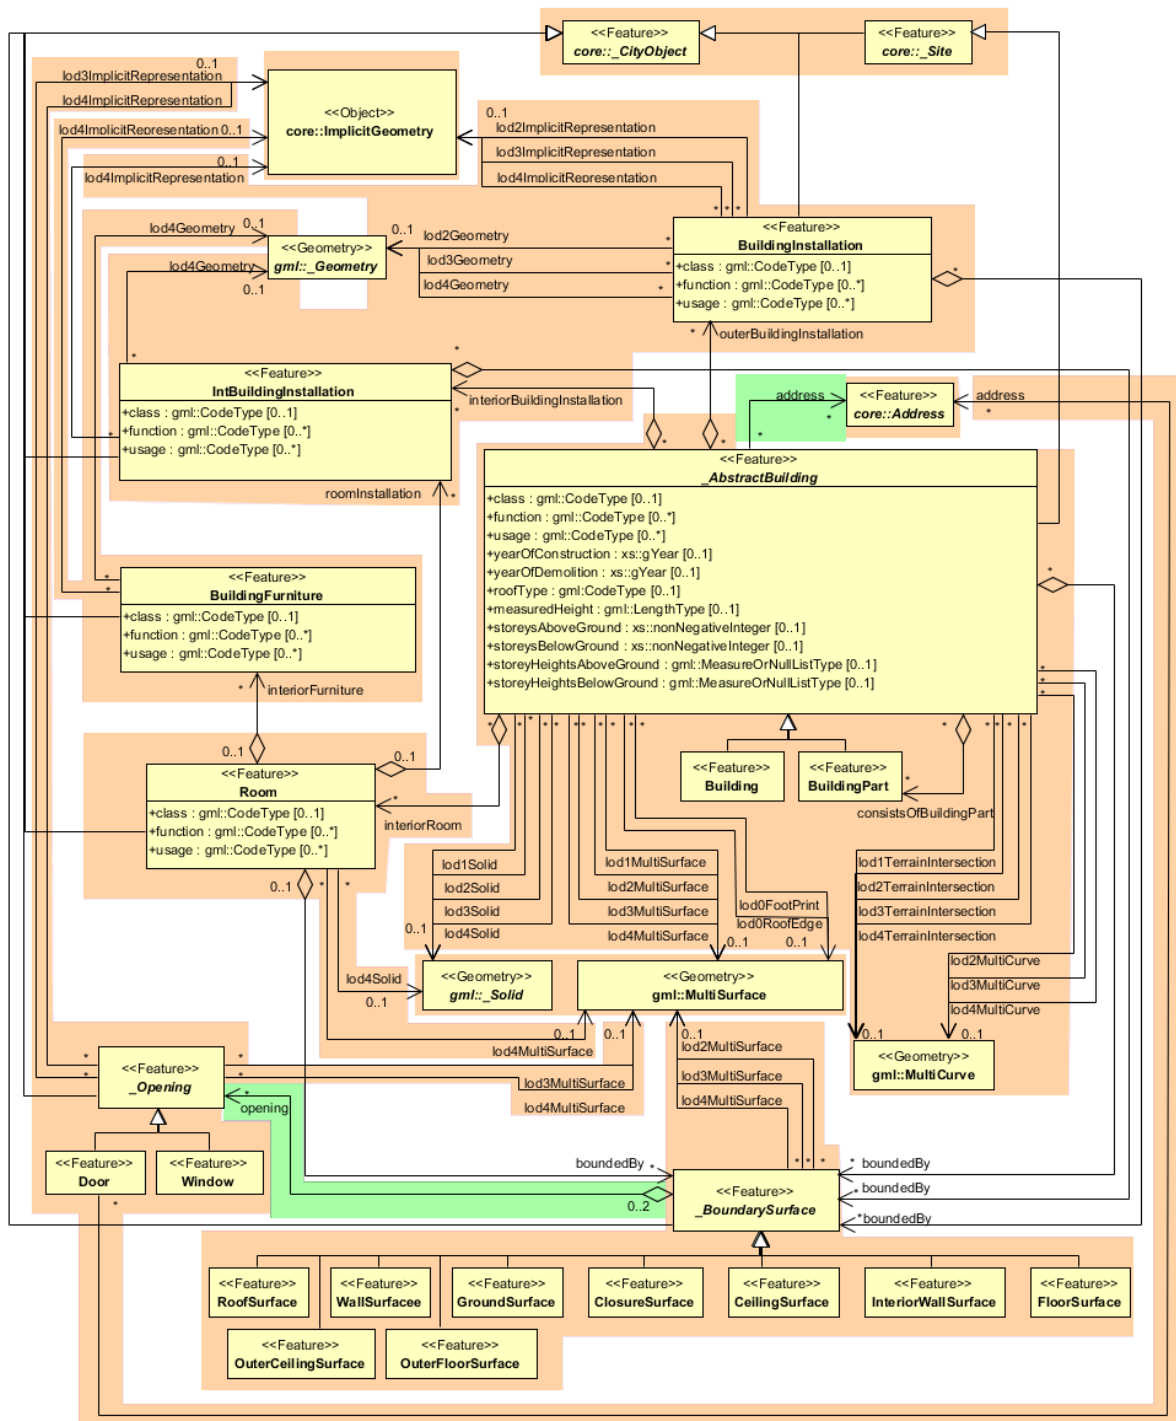 <<Feature>>
core::_CityObject
<<Feature>>
core::_Site
0..1
lod3ImplicitRepresentation
lod4ImplicitRepresentation
<<Object>>
core::ImplicitGeometry
0..1
lod2ImplicitRepresentation
lod4ImplicitRepresentation 0..1
lod3ImplicitRepresentation
0..1
lod4ImplicitRepresentation
lod4ImplicitRepresentation
* * *
lod4Geometry
0..1
<<Geometry>>
gml::_Geometry
lod4Geometry
0..1
0..1
lod2Geometry
*
lod3Geometry
*
lod4Geometry
*
<<Feature>>
BuildingInstallation
+class : gml::CodeType [0..1]
+function : gml::CodeType [0..*]
+usage : gml::CodeType [0..*]
*
* outerBuildingInstallation
*
*
<<Feature>>
IntBuildingInstallation
+class : gml::CodeType [0..1]
+function : gml::CodeType [0..*]
+usage : gml::CodeType [0..*]
*
*
interiorBuildingInstallation
*
*
address
*
*
<<Feature>>
core::Address
address
*
roomInstallation
*
<<Feature>>
_AbstractBuilding
+class : gml::CodeType [0..1]
+function : gml::CodeType [0..*]
+usage : gml::CodeType [0..*]
+yearOfConstruction : xs::gYear [0..1]
+yearOfDemolition : xs::gYear [0..1]
+roofType : gml:CodeType [0..1]
+measuredHeight : gml::LengthType [0..1]
+storeysAboveGround : xs::nonNegativeInteger [0..1]
+storeysBelowGround : xs::nonNegativeInteger [0..1]
+storeyHeightsAboveGround : gml::MeasureOrNullListType [0..1]
+storeyHeightsBelowGround : gml::MeasureOrNullListType [0..1]
*
*
*
*
*
*
<<Feature>>
BuildingFurniture
+class : gml::CodeType [0..1]
+function : gml::CodeType [0..*]
+usage : gml::CodeType [0..*]
* interiorFurniture
0..1
0..1
<<Feature>>
Room
+class : gml::CodeType [0..1]
+function : gml::CodeType [0..*]
+usage : gml::CodeType [0..*]
*
interiorRoom
* * * * * * * * * * * * * * * *
<<Feature>>
Building
<<Feature>>
BuildingPart
*
consistsOfBuildingPart
0..1
* *
lod1Solid
lod2Solid
lod3Solid
0..1
lod4Solid
lod1MultiSurface
lod2MultiSurface
lod3MultiSurface
lod4MultiSurface
0..1
lod0FootPrint
lod0RoofEdge
0..1
lod1TerrainIntersection
lod2TerrainIntersection
lod3TerrainIntersection
lod4TerrainIntersection
lod2MultiCurve
lod3MultiCurve
lod4MultiCurve
lod4Solid
0..1
<<Geometry>>
gml::_Solid
<<Geometry>>
gml::MultiSurface
0..1
0..1
<<Geometry>>
gml::MultiCurve
0..1
0..1
0..1
lod4MultiSurface
lod2MultiSurface
lod3MultiSurface
lod4MultiSurface
* * *
*
*
<<Feature>>
_Opening
*
*
lod3MultiSurface
lod4MultiSurface
*
opening
<<Feature>>
Door
<<Feature>>
Window
*
boundedBy
*
0..2
<<Feature>>
_BoundarySurface
* boundedBy
* boundedBy
*boundedBy
<<Feature>>
RoofSurface
<<Feature>>
WallSurfacee
<<Feature>>
GroundSurface
<<Feature>>
ClosureSurface
<<Feature>>
CeilingSurface
<<Feature>>
InteriorWallSurface
<<Feature>>
FloorSurface
<<Feature>>
OuterCeilingSurface
<<Feature>>
OuterFloorSurface